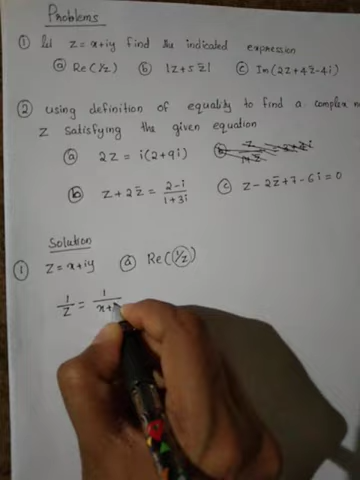 Problems
① let z = x+iy find the indicated expression
ⓐ Re(1/z) ⓑ |z+5z̄| ⓒ Im(2z+4z̄-4i)
② using definition of equality to find a complex
z satisfying the given equation
ⓐ 2z = i(2+9i)
ⓑ z+2z̄ = (2-i)/(1+3i) ⓒ z-2z̄+7-6i=0
Solution
① z=x+iy ⓐ Re(1/z)
1/z = 1/x+